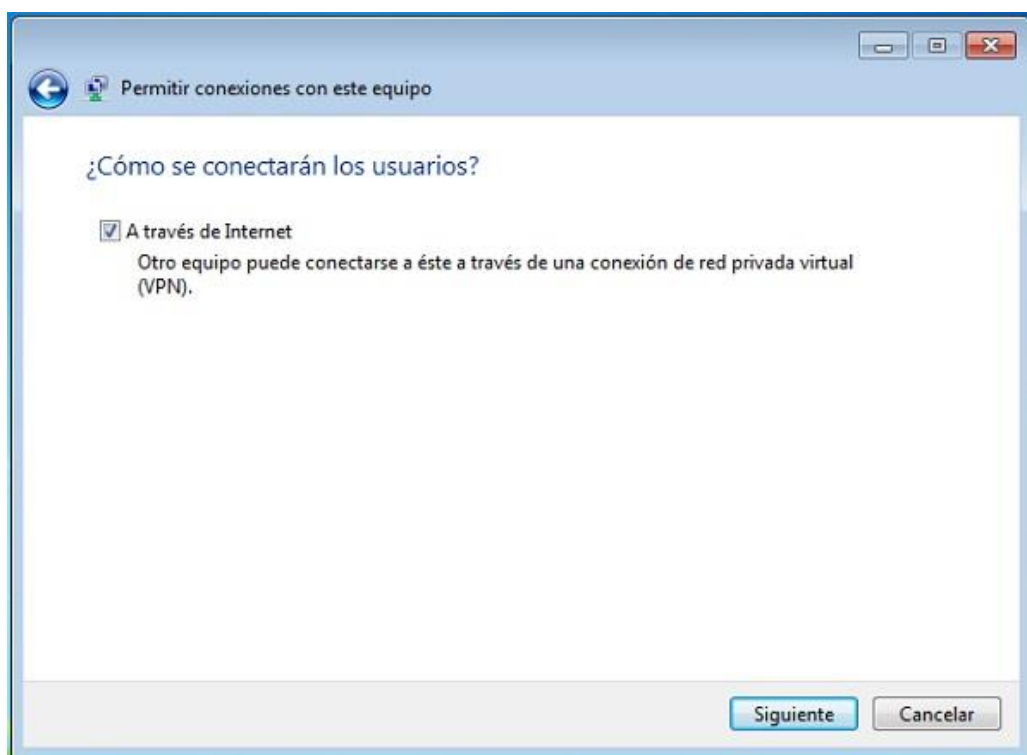 Permitir conexiones con este equipo
¿Cómo se conectarán los usuarios?
A través de Internet
Otro equipo puede conectarse a éste a través de una conexión de red privada virtual
(VPN).
Siguiente
Cancelar